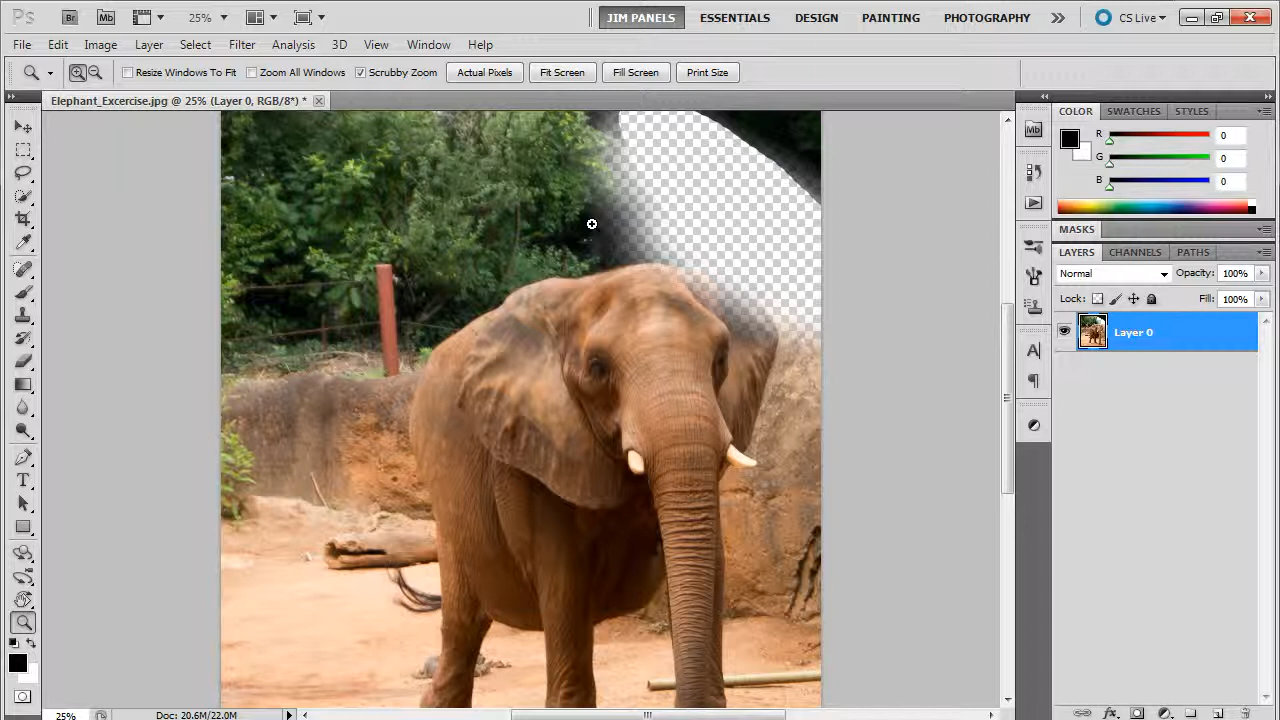 Ps Br Mb 25% JIM PANELS ESSENTIALS DESIGN PAINTING PHOTOGRAPHY CS Live
File Edit Image Layer Select Filter Analysis 3D View Window Help
Resize Windows To Fit Zoom All Windows Scrubby Zoom Actual Pixels Fit Screen Fill Screen Print Size
Elephant_Excercise.jpg @ 25% (Layer 0, RGB/8*) *
COLOR SWATCHES STYLES
Mb
R 0
G 0
B 0
MASKS
LAYERS CHANNELS PATHS
Normal Opacity: 100%
Lock: Fill: 100%
Layer 0
25% Doc: 20.6M/22.0M